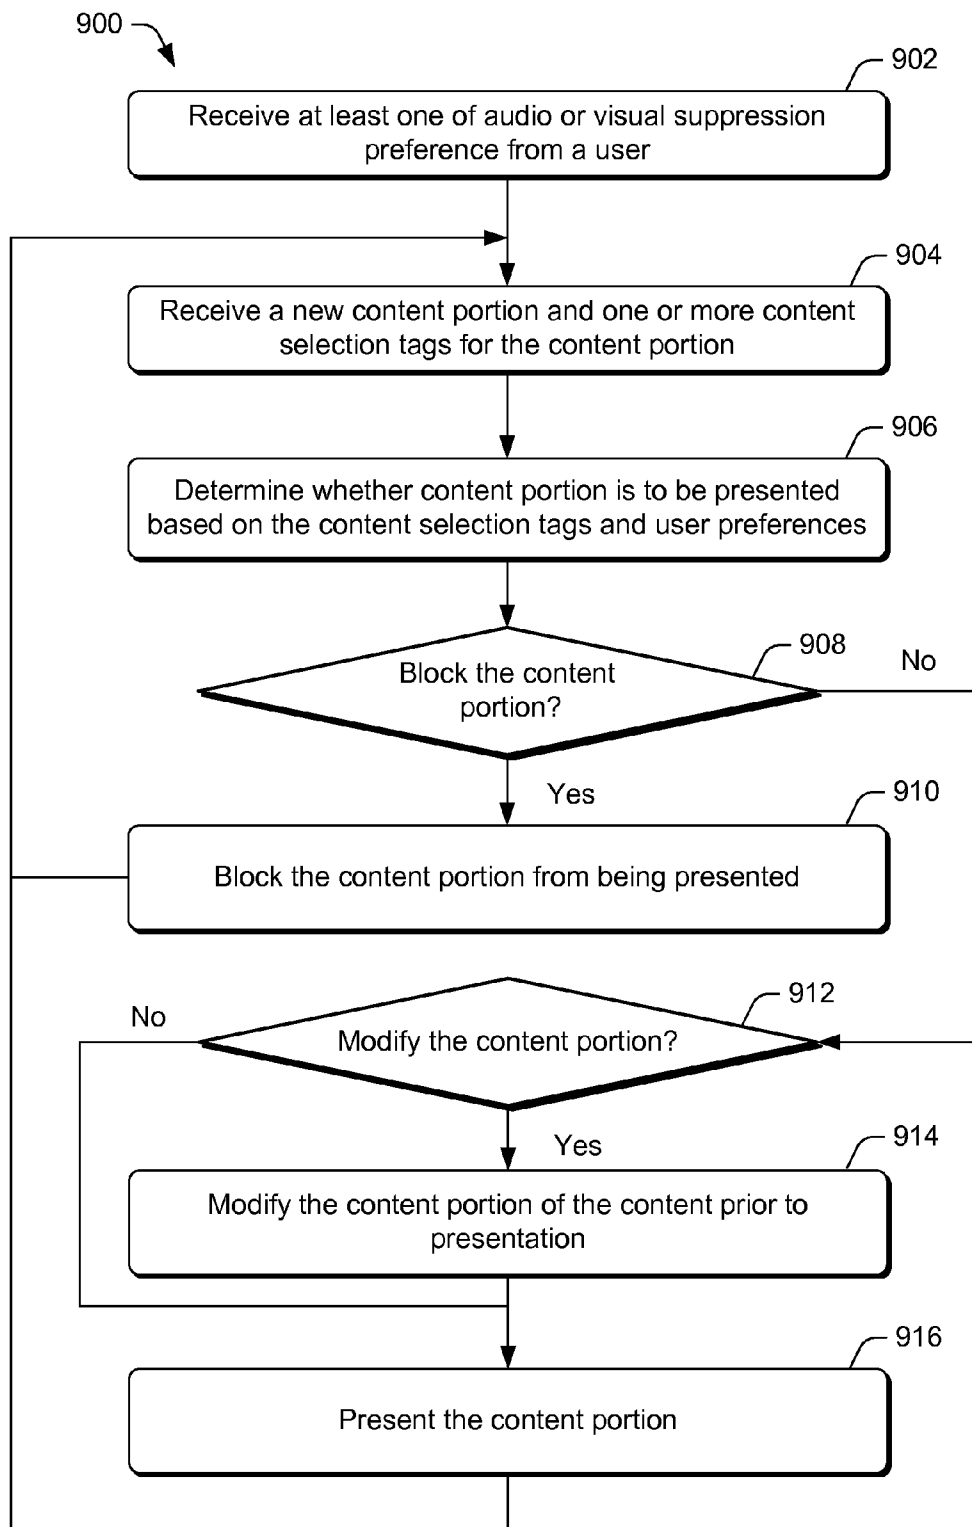 900
902
Receive at least one of audio or visual suppression
preference from a user
904
Receive a new content portion and one or more content
selection tags for the content portion
906
Determine whether content portion is to be presented
based on the content selection tags and user preferences
908
No
Block the content
portion?
Yes
910
Block the content portion from being presented
912
No
Modify the content portion?
Yes
914
Modify the content portion of the content prior to
presentation
916
Present the content portion